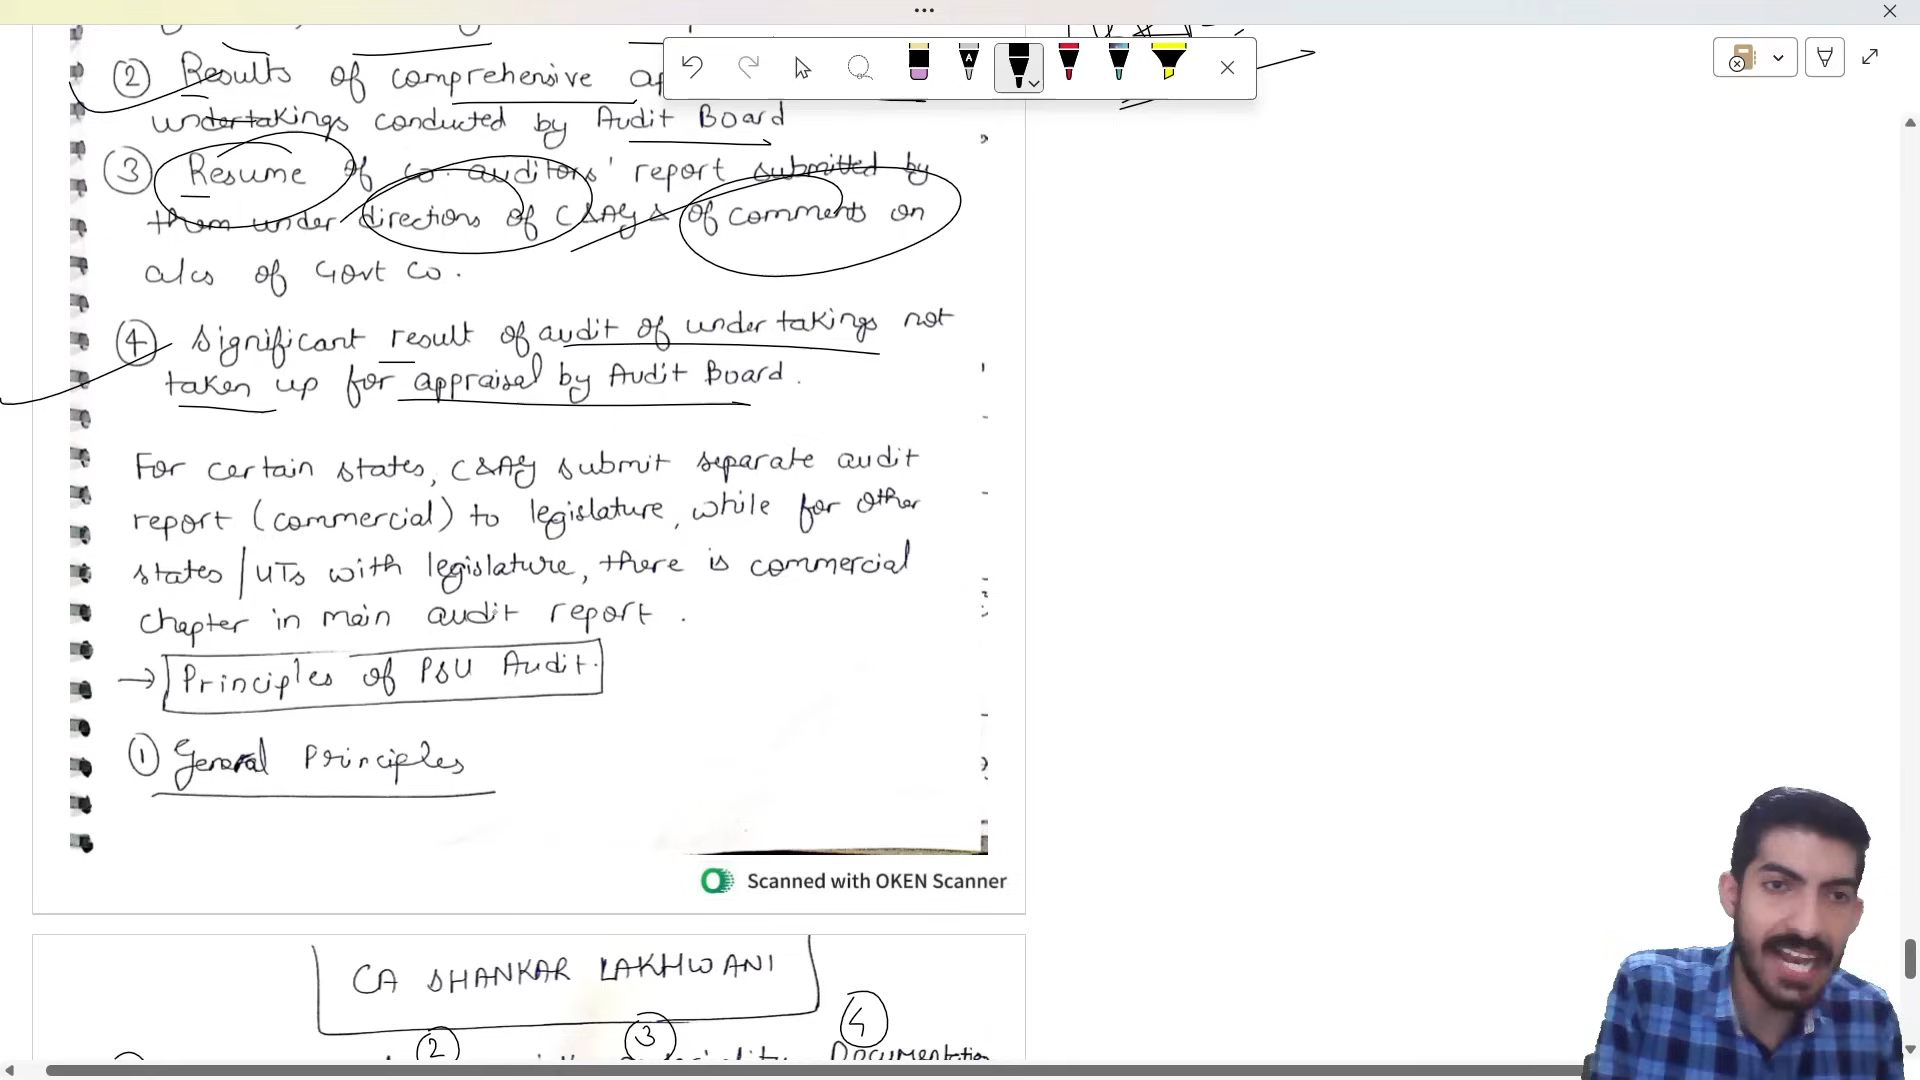 ② Results of comprehensive
undertakings conducted by Audit Board
③ Resume of co. auditors' report submitted by
them under directions of C&AG & of comments on
a/cs of Govt Co.
④ Significant result of audit of undertakings not
taken up for appraisal by Audit Board.
For certain states, C&AG submit separate audit
report (commercial) to legislature, while for other
states / UTs with legislature, there is commercial
chapter in main audit report.
→ Principles of PSU Audit.
① General Principles
Scanned with OKEN Scanner
CA SHANKAR LAKHWANI
② ③ ④
Documentation